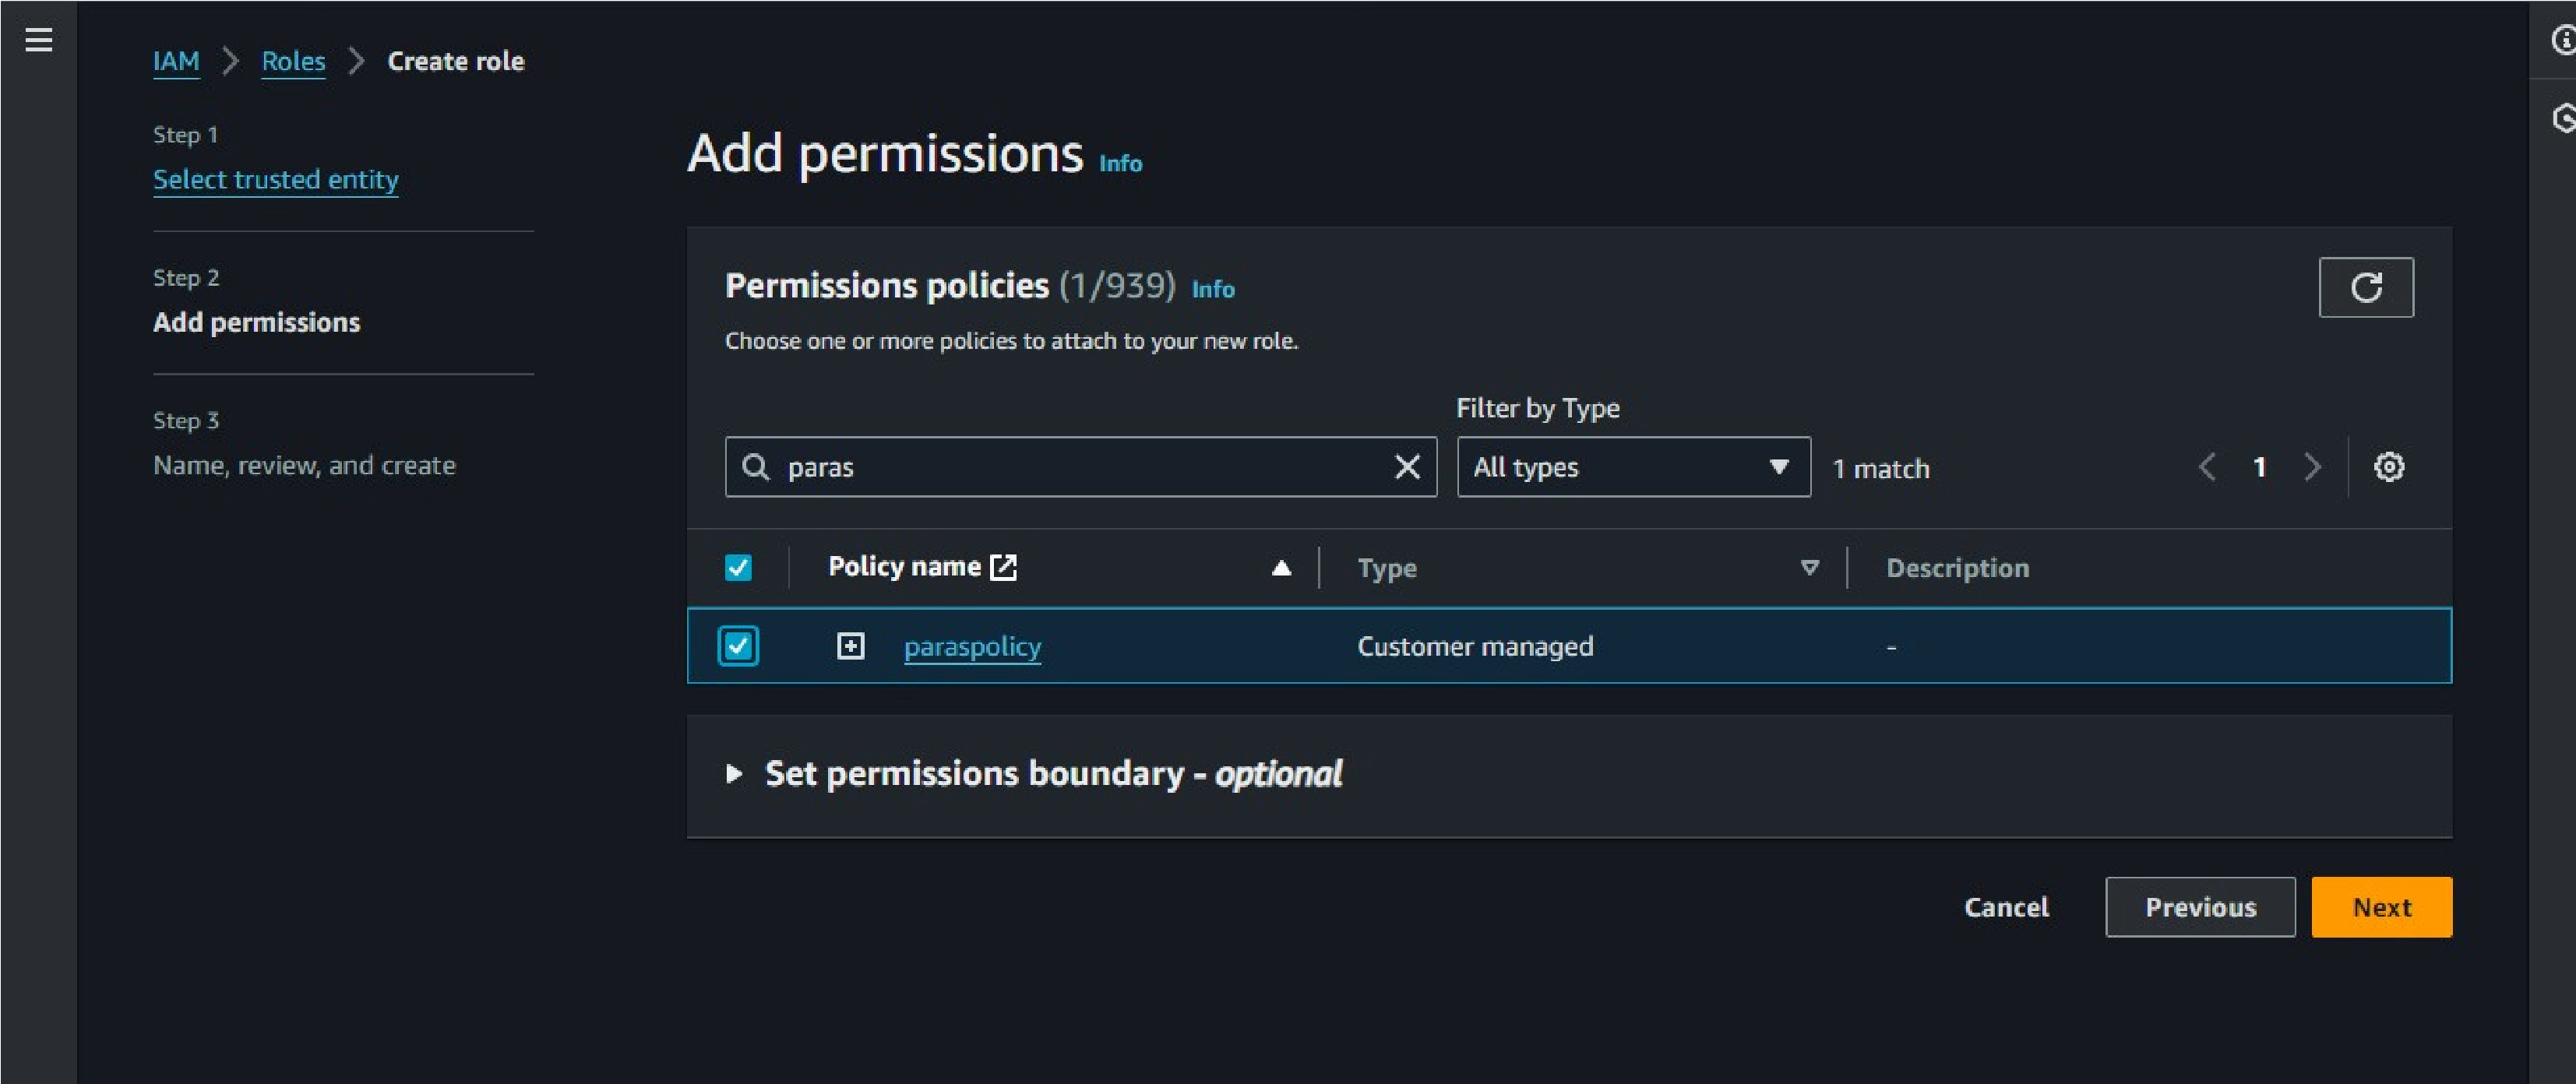 IAM > Roles > Create role
Step 1
Select trusted entity
Step 2
Add permissions
Step 3
Name, review, and create
Add permissions Info
Permissions policies (1/939) Info
Choose one or more policies to attach to your new role.
Filter by Type
paras All types 1 match 1
Policy name Type Description
paraspolicy Customer managed -
Set permissions boundary - optional
Cancel Previous Next